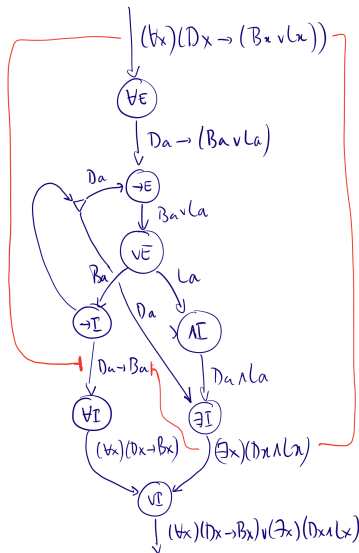 (∀x)(Dx → (Bx ∨ Lx))
∀E
Da → (Ba ∨ La)
Da
→E
Ba ∨ La
∨E
Ba
La
→I
Da
∧I
Da → Ba
Da ∧ La
∀I
∃I
(∀x)(Dx → Bx)
(∃x)(Dx ∧ Lx)
∨I
(∀x)(Dx → Bx) ∨ (∃x)(Dx ∧ Lx)